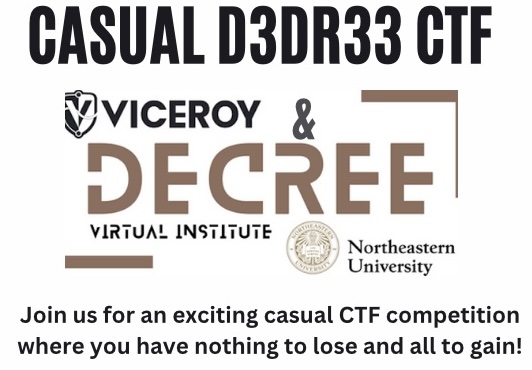 CASUAL D3DR33 CTF
VICEROY &
DECREE
VIRTUAL INSTITUTE
Northeastern
University
Join us for an exciting casual CTF competition
where you have nothing to lose and all to gain!